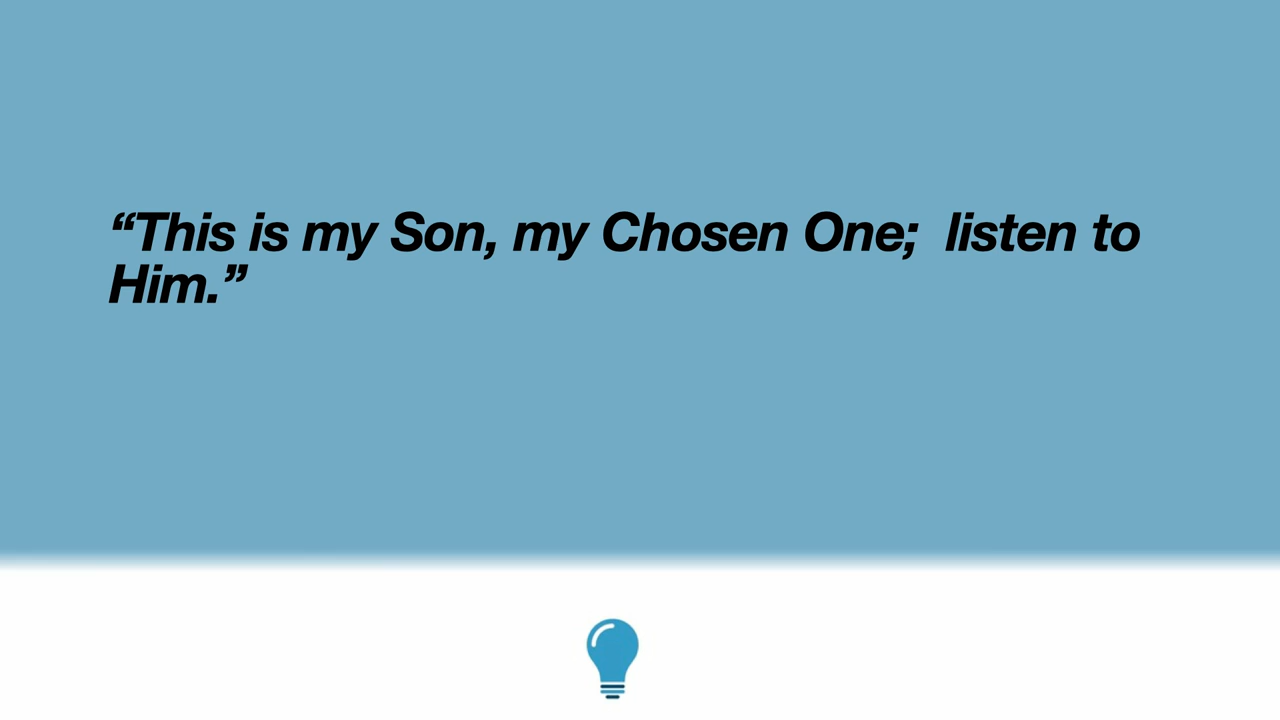 “This is my Son, my Chosen One;  listen to
Him.”